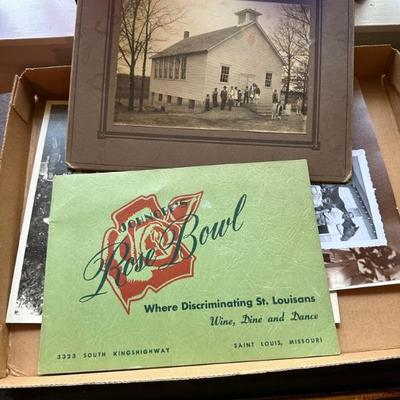 Rose Bowl
Where Discriminating St. Louisans
Wine, Dine and Dance
3323 SOUTH KINGSHIGHWAY
SAINT LOUIS, MISSOURI